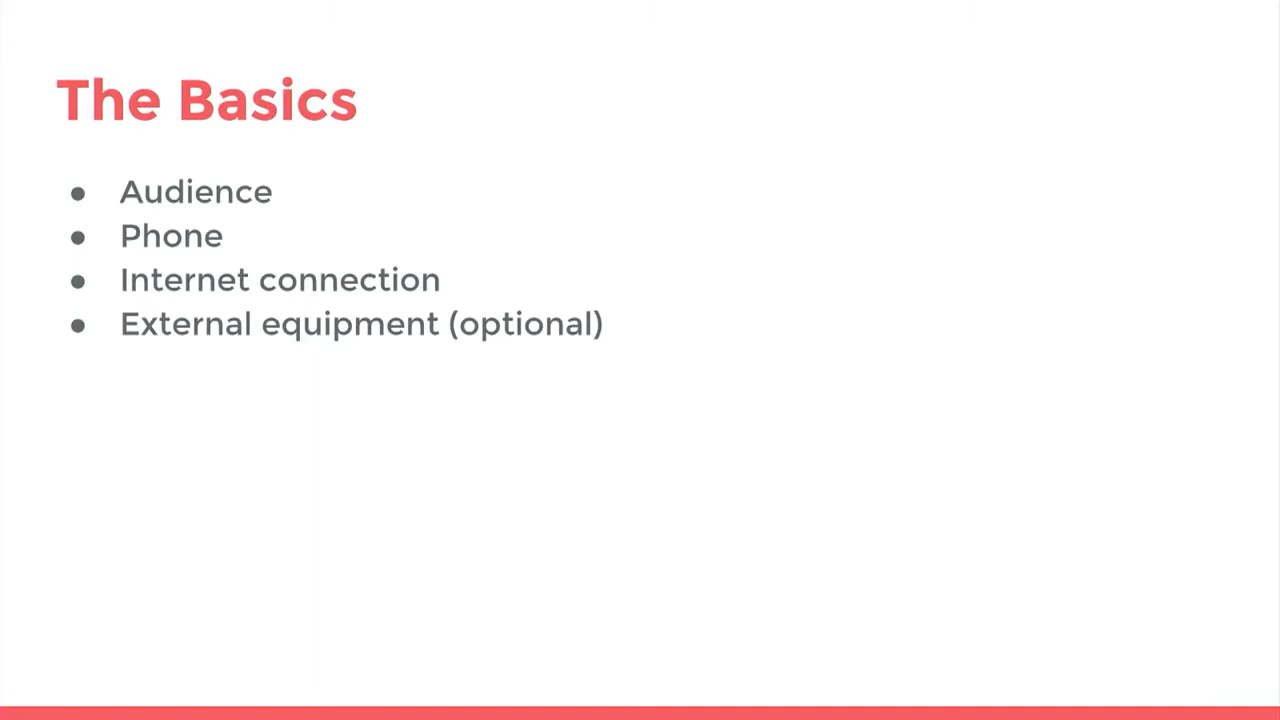 The Basics
● Audience
● Phone
● Internet connection
● External equipment (optional)